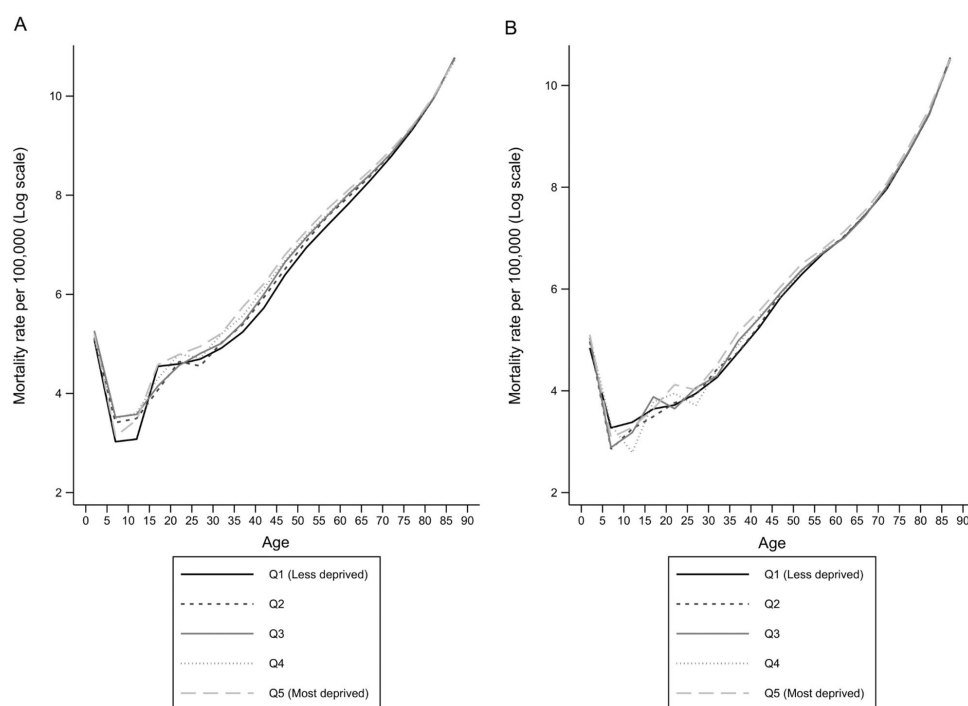 A
Mortality rate per 100,000 (Log scale)
10
8
6
4
2
0 5 10 15 20 25 30 35 40 45 50 55 60 65 70 75 80 85 90
Age
Q1 (Less deprived)
Q2
Q3
Q4
Q5 (Most deprived)
B
Mortality rate per 100,000 (Log scale)
10
8
6
4
2
0 5 10 15 20 25 30 35 40 45 50 55 60 65 70 75 80 85 90
Age
Q1 (Less deprived)
Q2
Q3
Q4
Q5 (Most deprived)